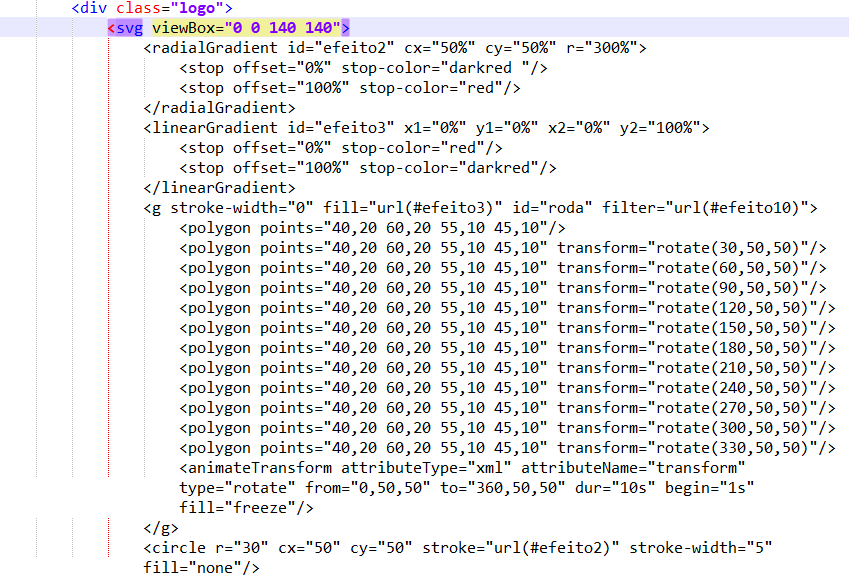 <div class="logo">
<svg viewBox="0 0 140 140">
<radialGradient id="efeito2" cx="50%" cy="50%" r="300%">
<stop offset="0%" stop-color="darkred "/>
<stop offset="100%" stop-color="red"/>
</radialGradient>
<linearGradient id="efeito3" x1="0%" y1="0%" x2="0%" y2="100%">
<stop offset="0%" stop-color="red"/>
<stop offset="100%" stop-color="darkred"/>
</linearGradient>
<g stroke-width="0" fill="url(#efeito3)" id="roda" filter="url(#efeito10)">
<polygon points="40,20 60,20 55,10 45,10"/>
<polygon points="40,20 60,20 55,10 45,10" transform="rotate(30,50,50)"/>
<polygon points="40,20 60,20 55,10 45,10" transform="rotate(60,50,50)"/>
<polygon points="40,20 60,20 55,10 45,10" transform="rotate(90,50,50)"/>
<polygon points="40,20 60,20 55,10 45,10" transform="rotate(120,50,50)"/>
<polygon points="40,20 60,20 55,10 45,10" transform="rotate(150,50,50)"/>
<polygon points="40,20 60,20 55,10 45,10" transform="rotate(180,50,50)"/>
<polygon points="40,20 60,20 55,10 45,10" transform="rotate(210,50,50)"/>
<polygon points="40,20 60,20 55,10 45,10" transform="rotate(240,50,50)"/>
<polygon points="40,20 60,20 55,10 45,10" transform="rotate(270,50,50)"/>
<polygon points="40,20 60,20 55,10 45,10" transform="rotate(300,50,50)"/>
<polygon points="40,20 60,20 55,10 45,10" transform="rotate(330,50,50)"/>
<animateTransform attributeType="xml" attributeName="transform"
type="rotate" from="0,50,50" to="360,50,50" dur="10s" begin="1s"
fill="freeze"/>
</g>
<circle r="30" cx="50" cy="50" stroke="url(#efeito2)" stroke-width="5"
fill="none"/>